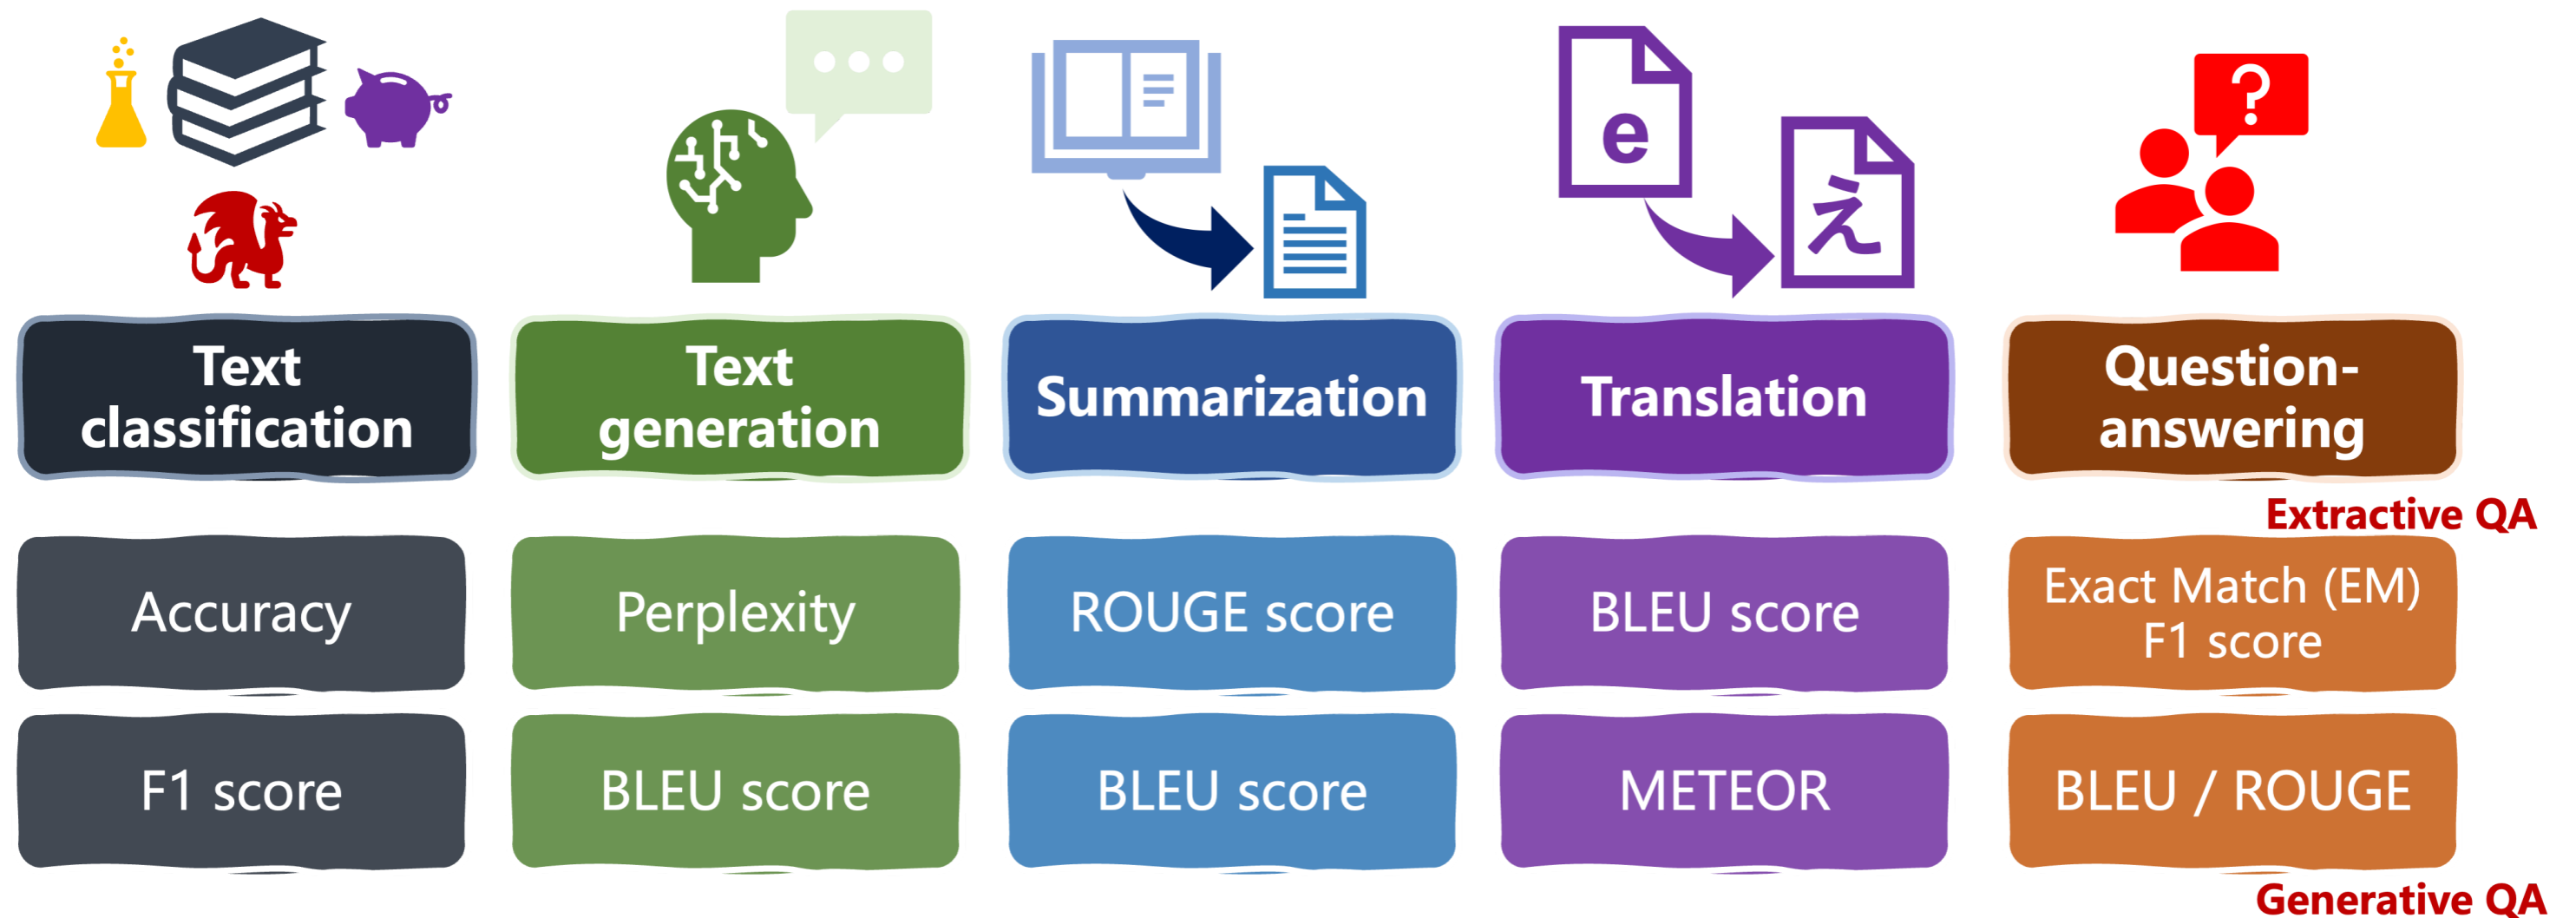 ?
e
え
Text
classification
Text
generation
Summarization
Translation
Question-
answering
Extractive QA
Accuracy
Perplexity
ROUGE score
BLEU score
Exact Match (EM)
F1 score
F1 score
BLEU score
BLEU score
METEOR
BLEU / ROUGE
Generative QA